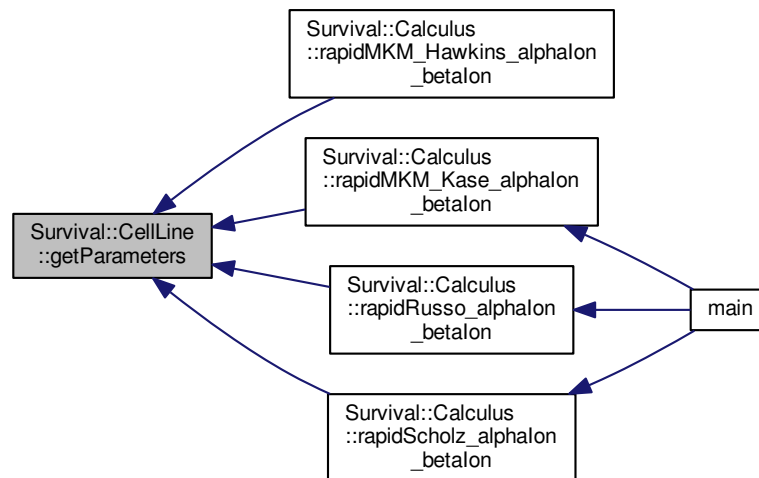 Survival::Calculus
::rapidMKM_Hawkins_alphaIon
_betaIon
Survival::Calculus
::rapidMKM_Kase_alphaIon
_betaIon
Survival::CellLine
::getParameters
Survival::Calculus
::rapidRusso_alphaIon
_betaIon
main
Survival::Calculus
::rapidScholz_alphaIon
_betaIon